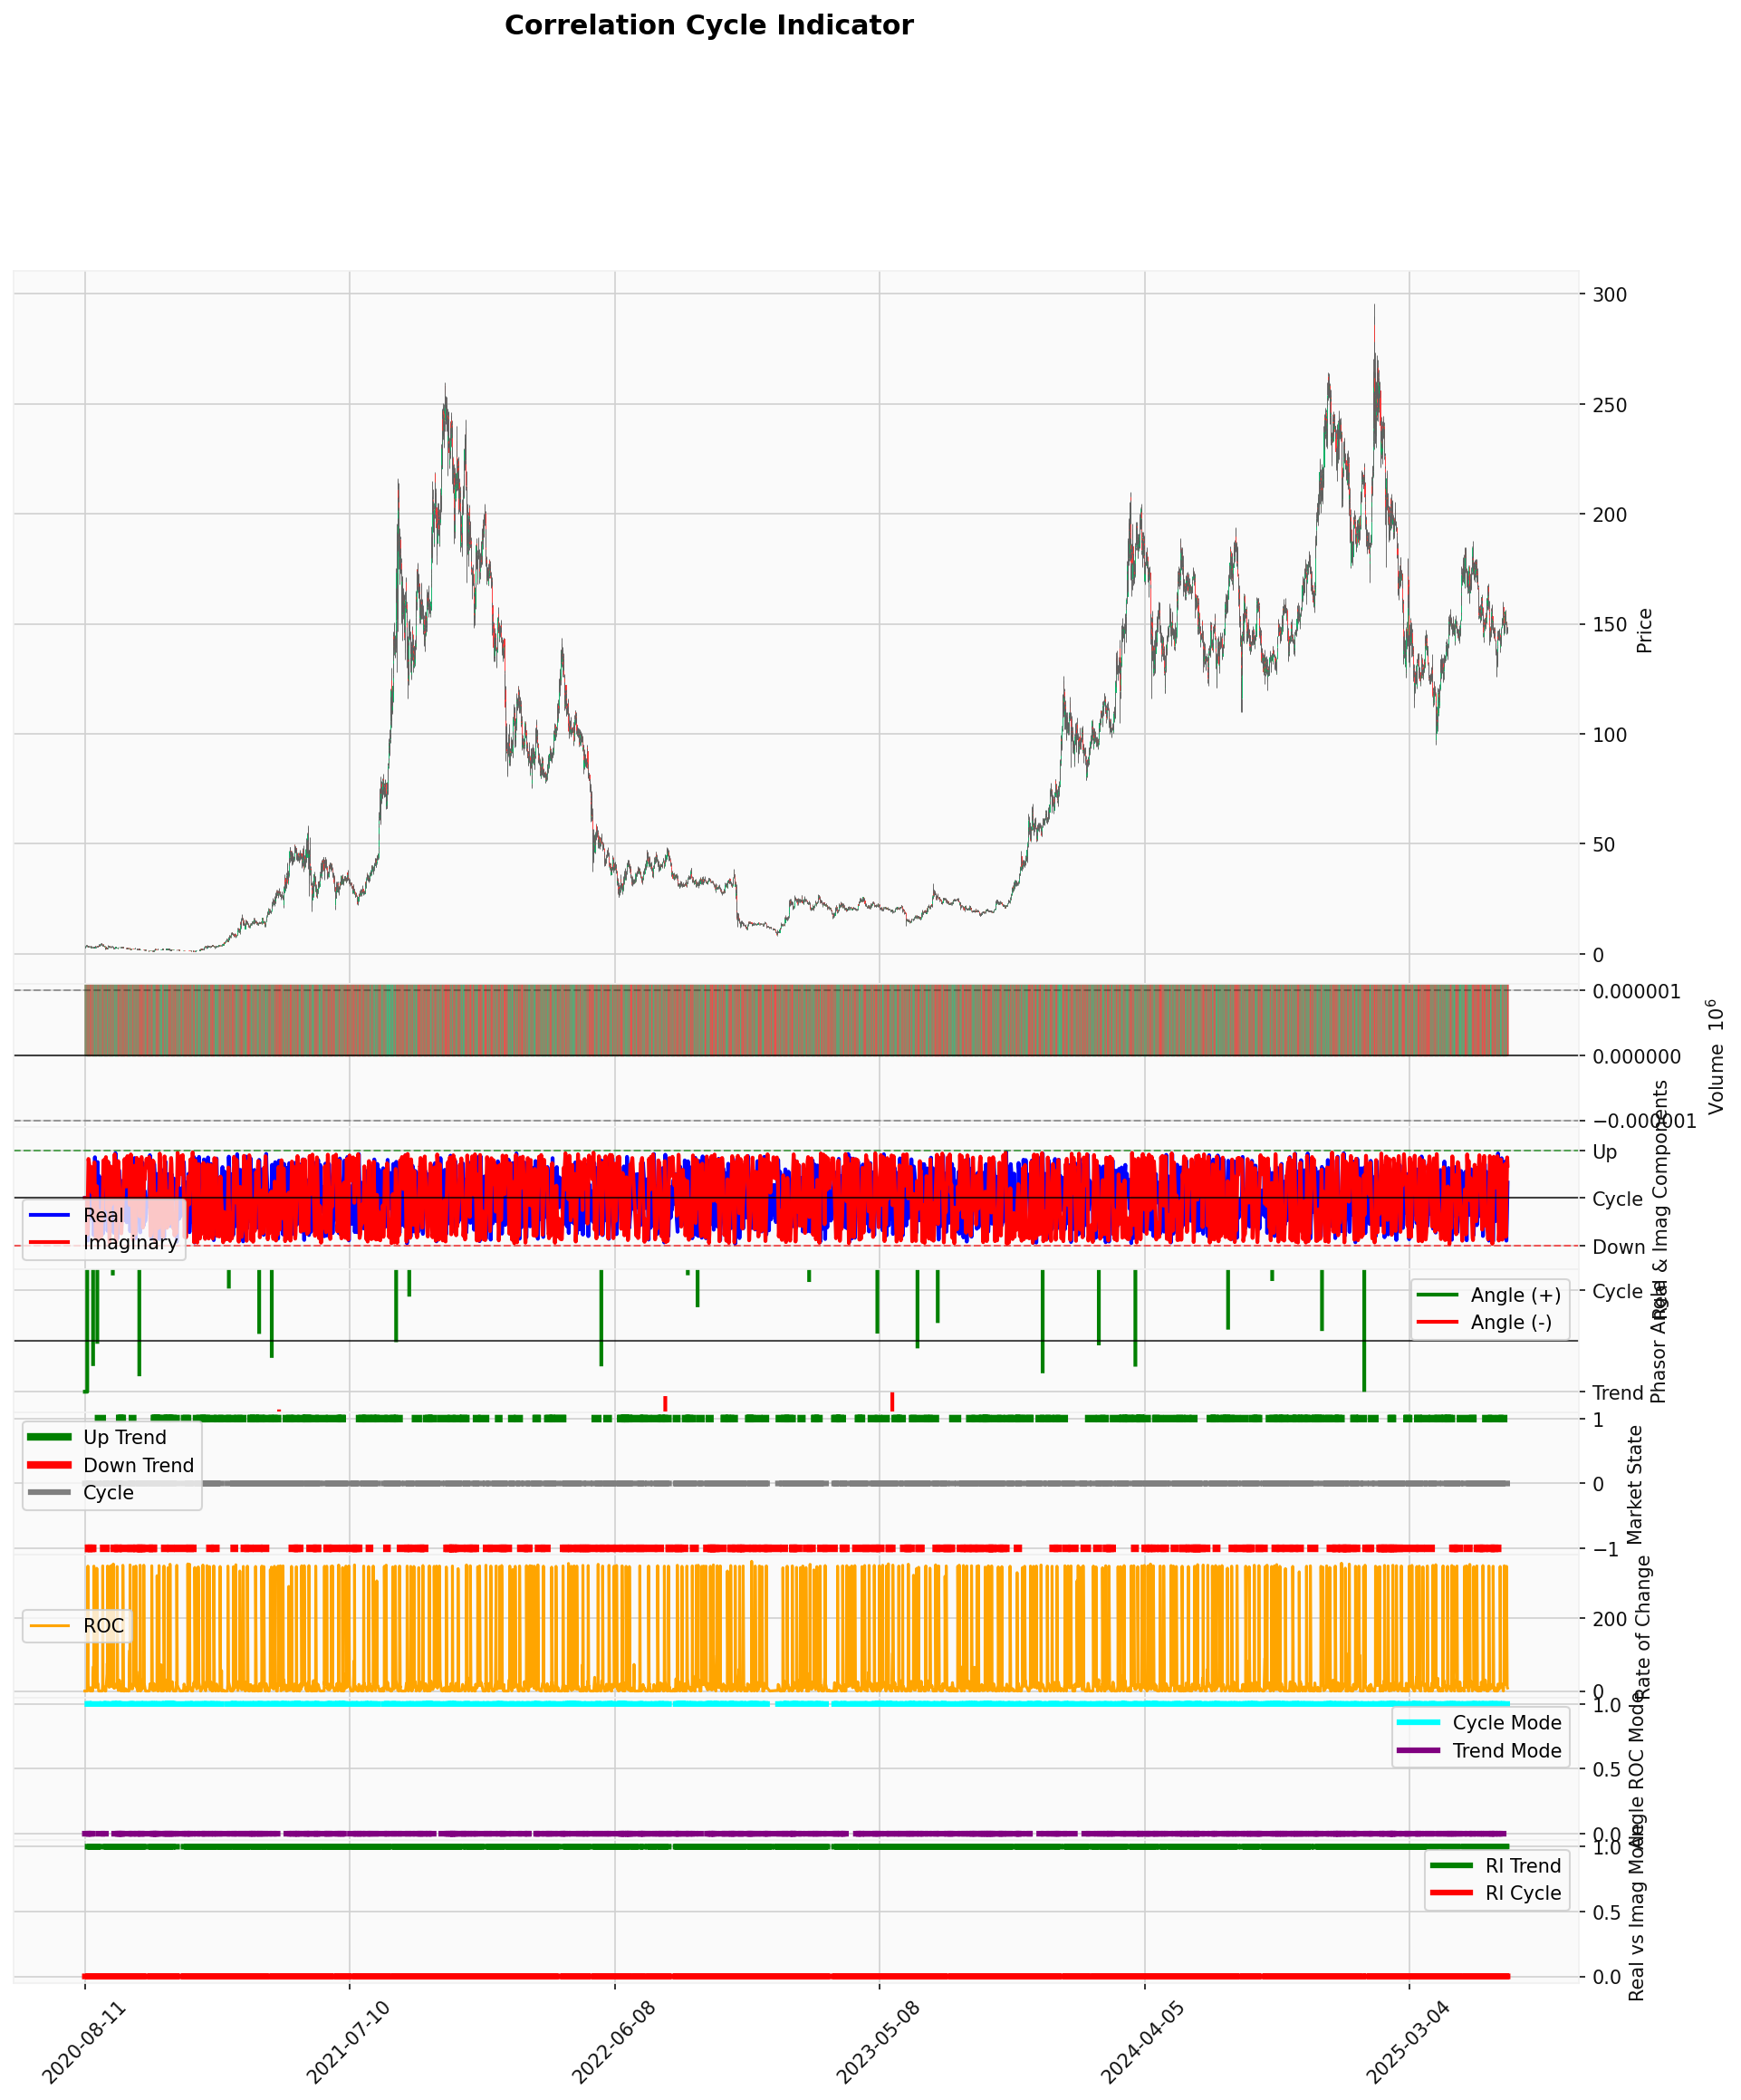 Correlation Cycle Indicator
300
250
200
150
100
50
0
Price
0.000001
0.000000
−0.000001
Volume 10⁶
Up
Cycle
Down
Real & Imag Components
Real
Imaginary
Cycle
Trend
Phasor Angle
Angle (+)
Angle (-)
1
0
−1
Market State
Up Trend
Down Trend
Cycle
200
0
Rate of Change
ROC
1.0
0.5
0.0
Angle ROC Mode
Cycle Mode
Trend Mode
1.0
0.5
0.0
Real vs Imag Mode
RI Trend
RI Cycle
2020-08-11
2021-07-10
2022-06-08
2023-05-08
2024-04-05
2025-03-04